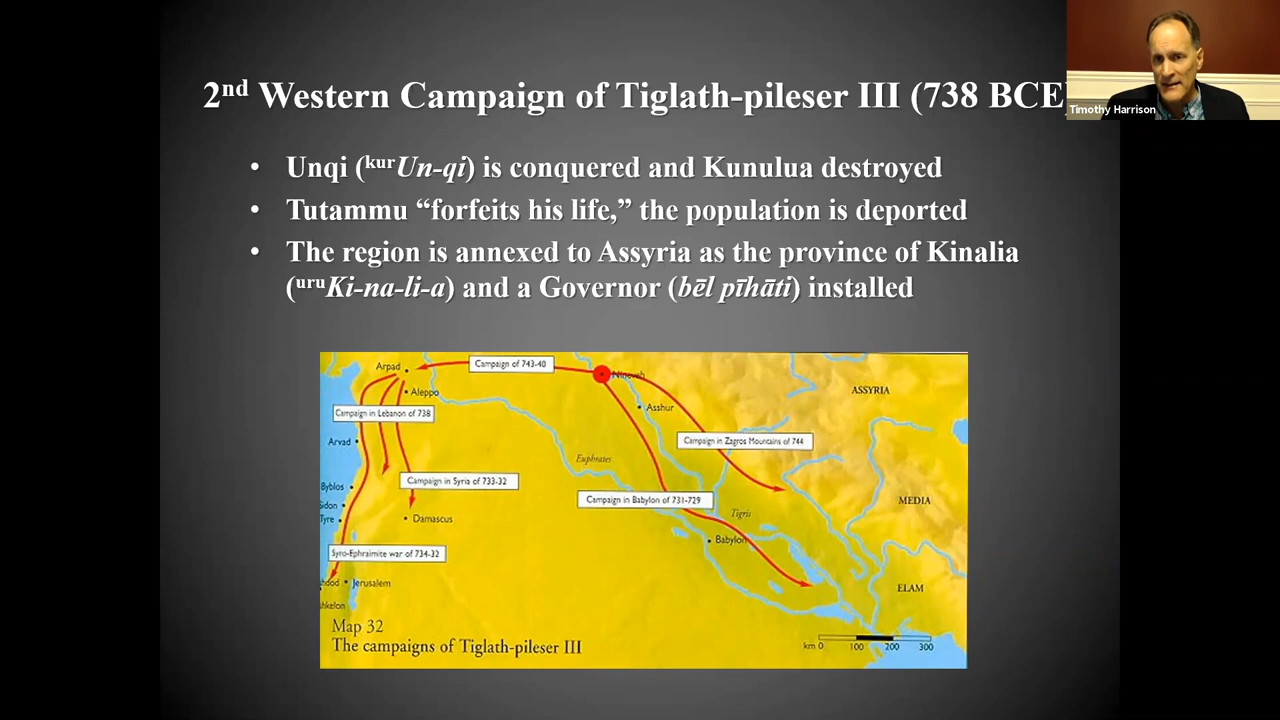 2nd Western Campaign of Tiglath-pileser III (738 BCE)
Timothy Harrison
• Unqi (kurUn-qi) is conquered and Kunulua destroyed
• Tutammu “forfeits his life,” the population is deported
• The region is annexed to Assyria as the province of Kinalia
(uruKi-na-li-a) and a Governor (bēl pīhāti) installed
Arpad
Campaign of 743-40
Nineveh
ASSYRIA
Aleppo
Asshur
Campaign in Lebanon of 738
Campaign in Zagros Mountains of 744
Arvad
Euphrates
Campaign in Syria of 733-32
Byblos
Campaign in Babylon of 731-729
MEDIA
Sidon
Tyre
Damascus
Tigris
Babylon
Syro-Ephraimite war of 734-32
hdod
Jerusalem
ELAM
hkelon
Map 32
The campaigns of Tiglath-pileser III
km 0 100 200 300